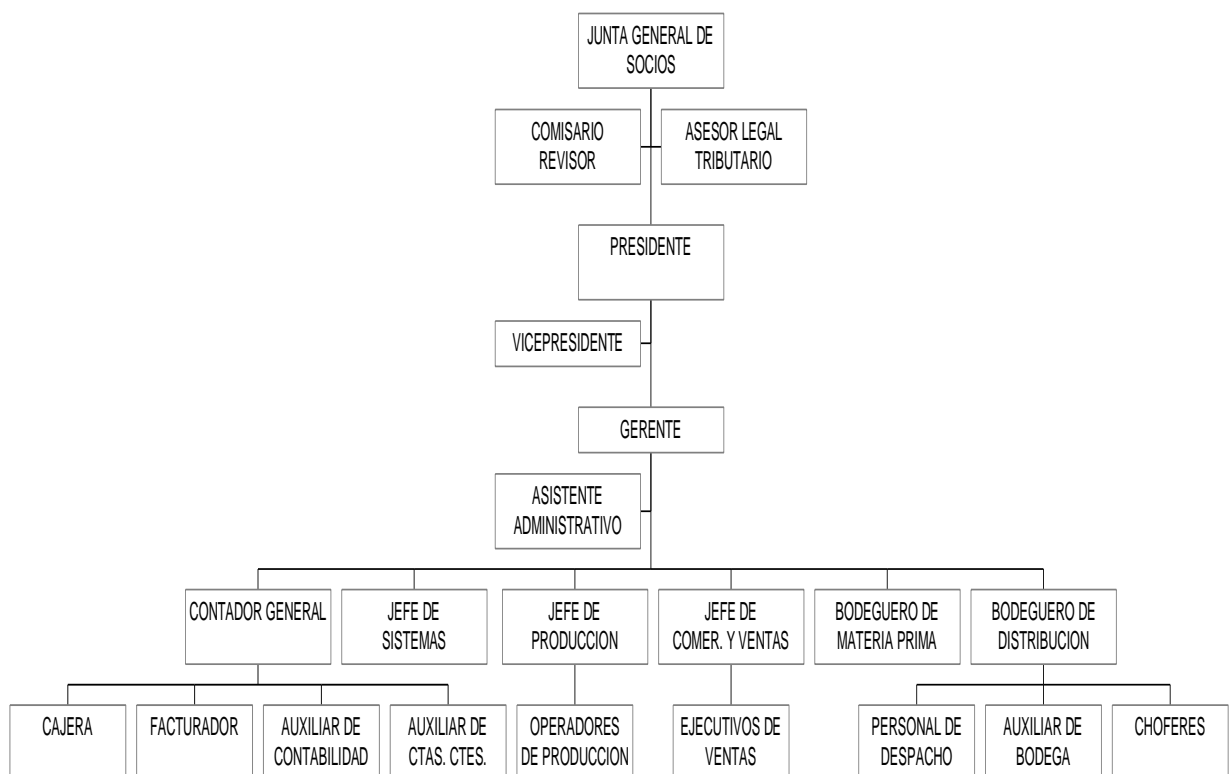 JUNTA GENERAL DE
SOCIOS
COMISARIO
REVISOR
ASESOR LEGAL
TRIBUTARIO
PRESIDENTE
VICEPRESIDENTE
GERENTE
ASISTENTE
ADMINISTRATIVO
CONTADOR GENERAL
JEFE DE
SISTEMAS
JEFE DE
PRODUCCION
JEFE DE
COMER. Y VENTAS
BODEGUERO DE
MATERIA PRIMA
BODEGUERO DE
DISTRIBUCION
CAJERA
FACTURADOR
AUXILIAR DE
CONTABILIDAD
AUXILIAR DE
CTAS. CTES.
OPERADORES
DE PRODUCCION
EJECUTIVOS DE
VENTAS
PERSONAL DE
DESPACHO
AUXILIAR DE
BODEGA
CHOFERES